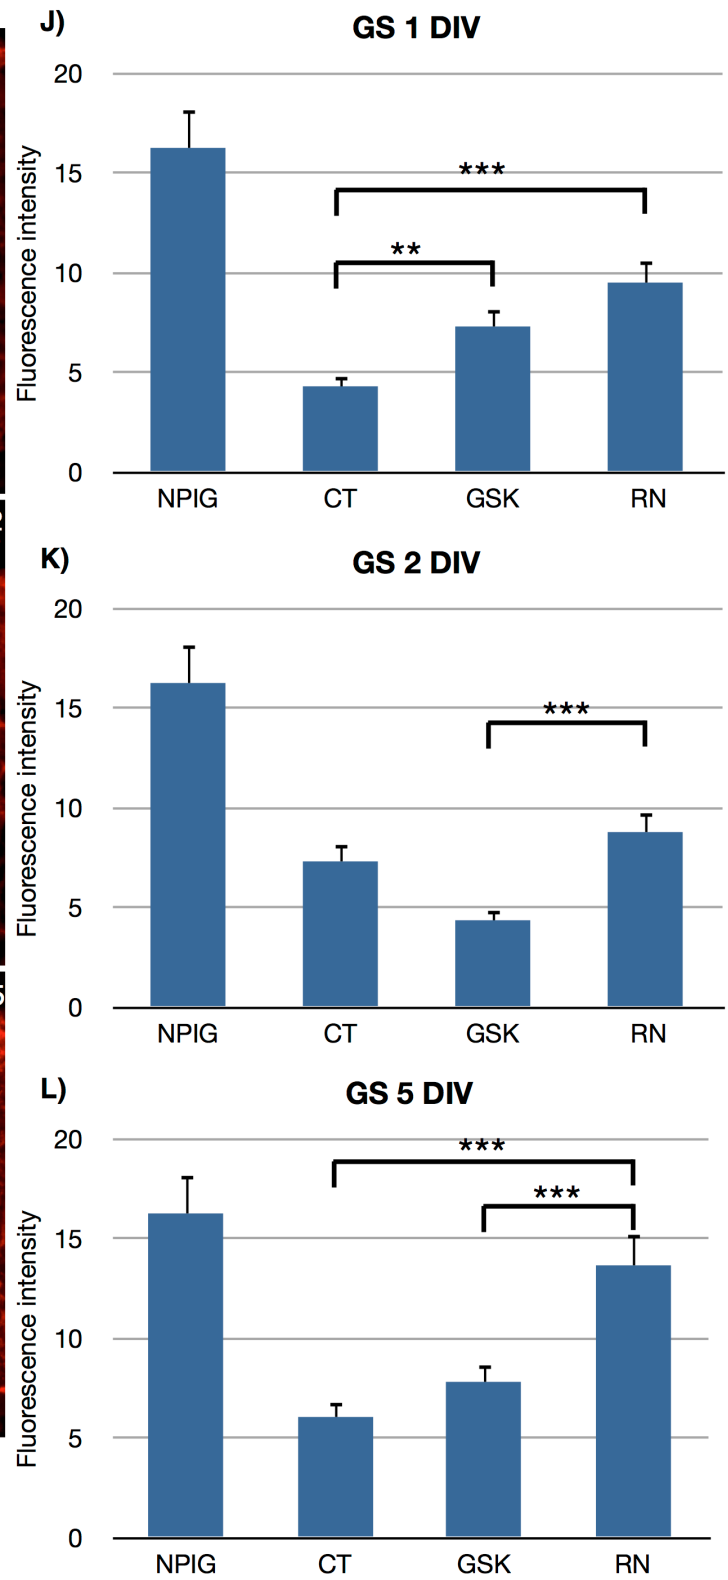 J)
GS 1 DIV
Fluorescence intensity
20
15
10
5
0
***
**
NPIG CT GSK RN
K)
GS 2 DIV
Fluorescence intensity
20
15
10
5
0
***
NPIG CT GSK RN
L)
GS 5 DIV
Fluorescence intensity
20
15
10
5
0
***
***
NPIG CT GSK RN